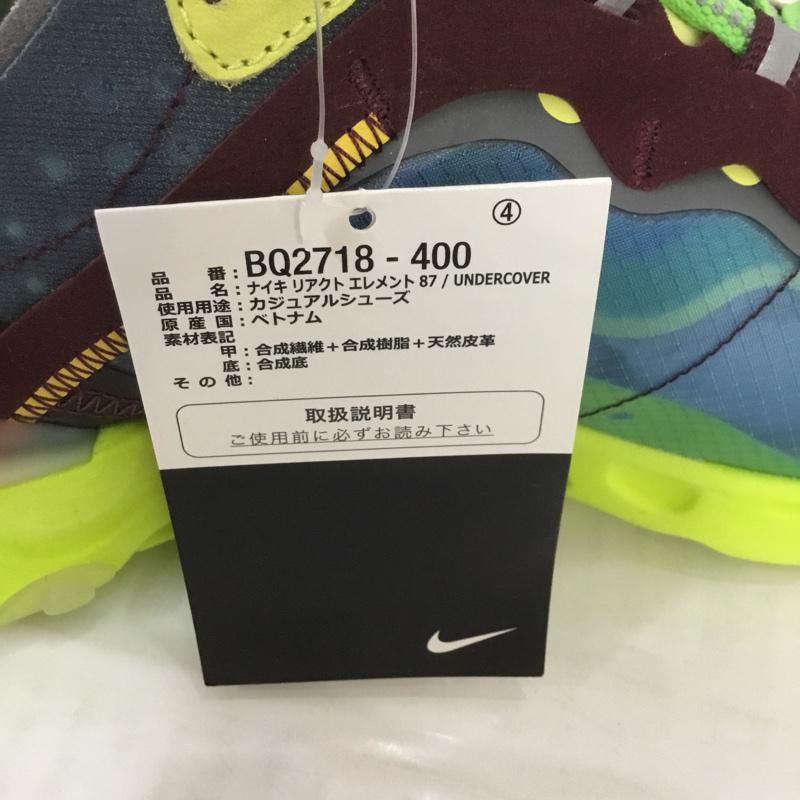 ④
品 番：BQ2718 - 400
品 名：ナイキ リアクト エレメント 87 / UNDERCOVER
使用用途：カジュアルシューズ
原 産 国：ベトナム
素材表記
甲：合成繊維＋合成樹脂＋天然皮革
底：合成底
そ の 他：
取扱説明書
ご使用前に必ずお読み下さい